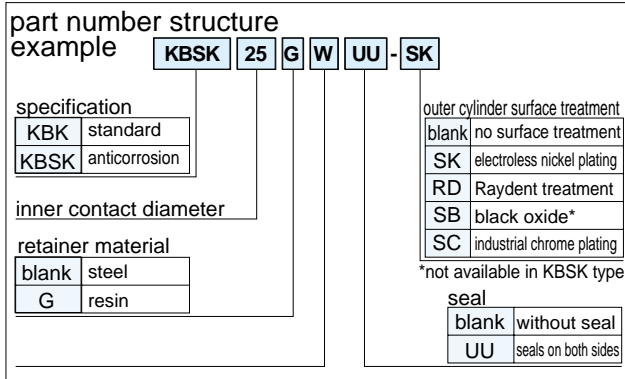 part number structure
example KBSK 25 G W UU - SK
specification
KBK standard
KBSK anticorrosion
inner contact diameter
retainer material
blank steel
G resin
outer cylinder surface treatment
blank no surface treatment
SK electroless nickel plating
RD Raydent treatment
SB black oxide*
SC industrial chrome plating
*not available in KBSK type
seal
blank without seal
UU seals on both sides